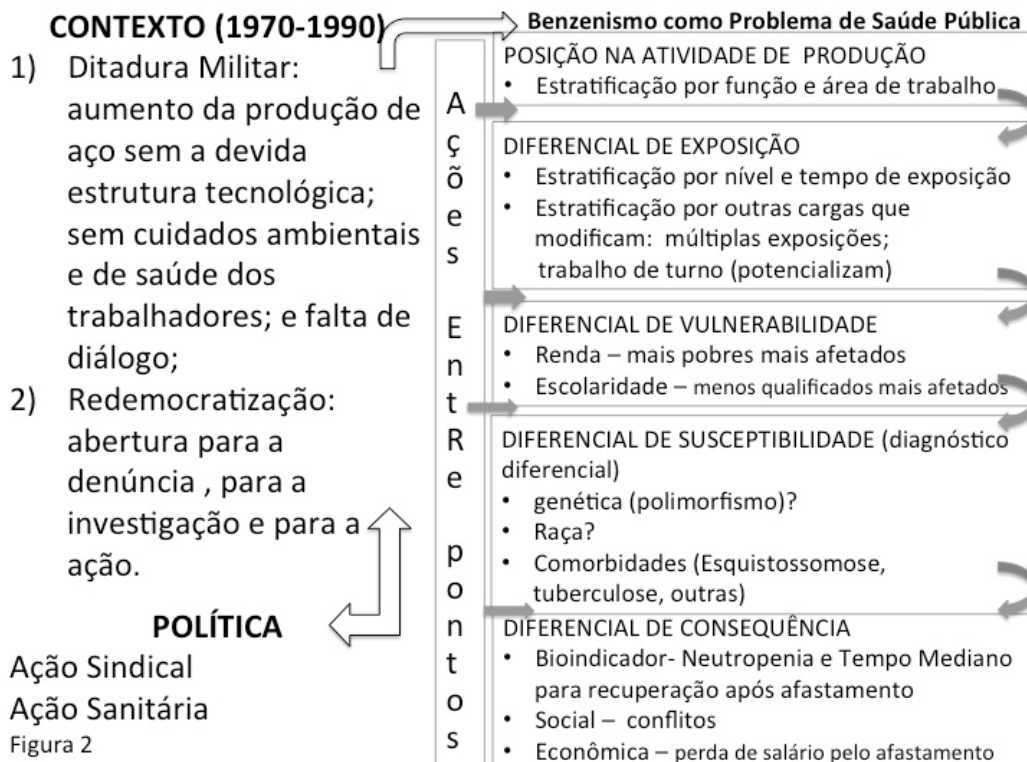 CONTEXTO (1970-1990)
1) Ditadura Militar:
aumento da produção de
aço sem a devida
estrutura tecnológica;
sem cuidados ambientais
e de saúde dos
trabalhadores; e falta de
diálogo;
2) Redemocratização:
abertura para a
denúncia , para a
investigação e para a
ação.
POLÍTICA
Ação Sindical
Ação Sanitária
Figura 2
A
ç
õ
e
s
E
n
t
R
e
p
o
n
t
o
s
Benzenismo como Problema de Saúde Pública
POSIÇÃO NA ATIVIDADE DE PRODUÇÃO
• Estratificação por função e área de trabalho
DIFERENCIAL DE EXPOSIÇÃO
• Estratificação por nível e tempo de exposição
• Estratificação por outras cargas que
modificam: múltiplas exposições;
trabalho de turno (potencializam)
DIFERENCIAL DE VULNERABILIDADE
• Renda – mais pobres mais afetados
• Escolaridade – menos qualificados mais afetados
DIFERENCIAL DE SUSCEPTIBILIDADE (diagnóstico
diferencial)
• genética (polimorfismo)?
• Raça?
• Comorbidades (Esquistossomose,
tuberculose, outras)
DIFERENCIAL DE CONSEQUÊNCIA
• Bioindicador- Neutropenia e Tempo Mediano
para recuperação após afastamento
• Social – conflitos
• Econômica – perda de salário pelo afastamento